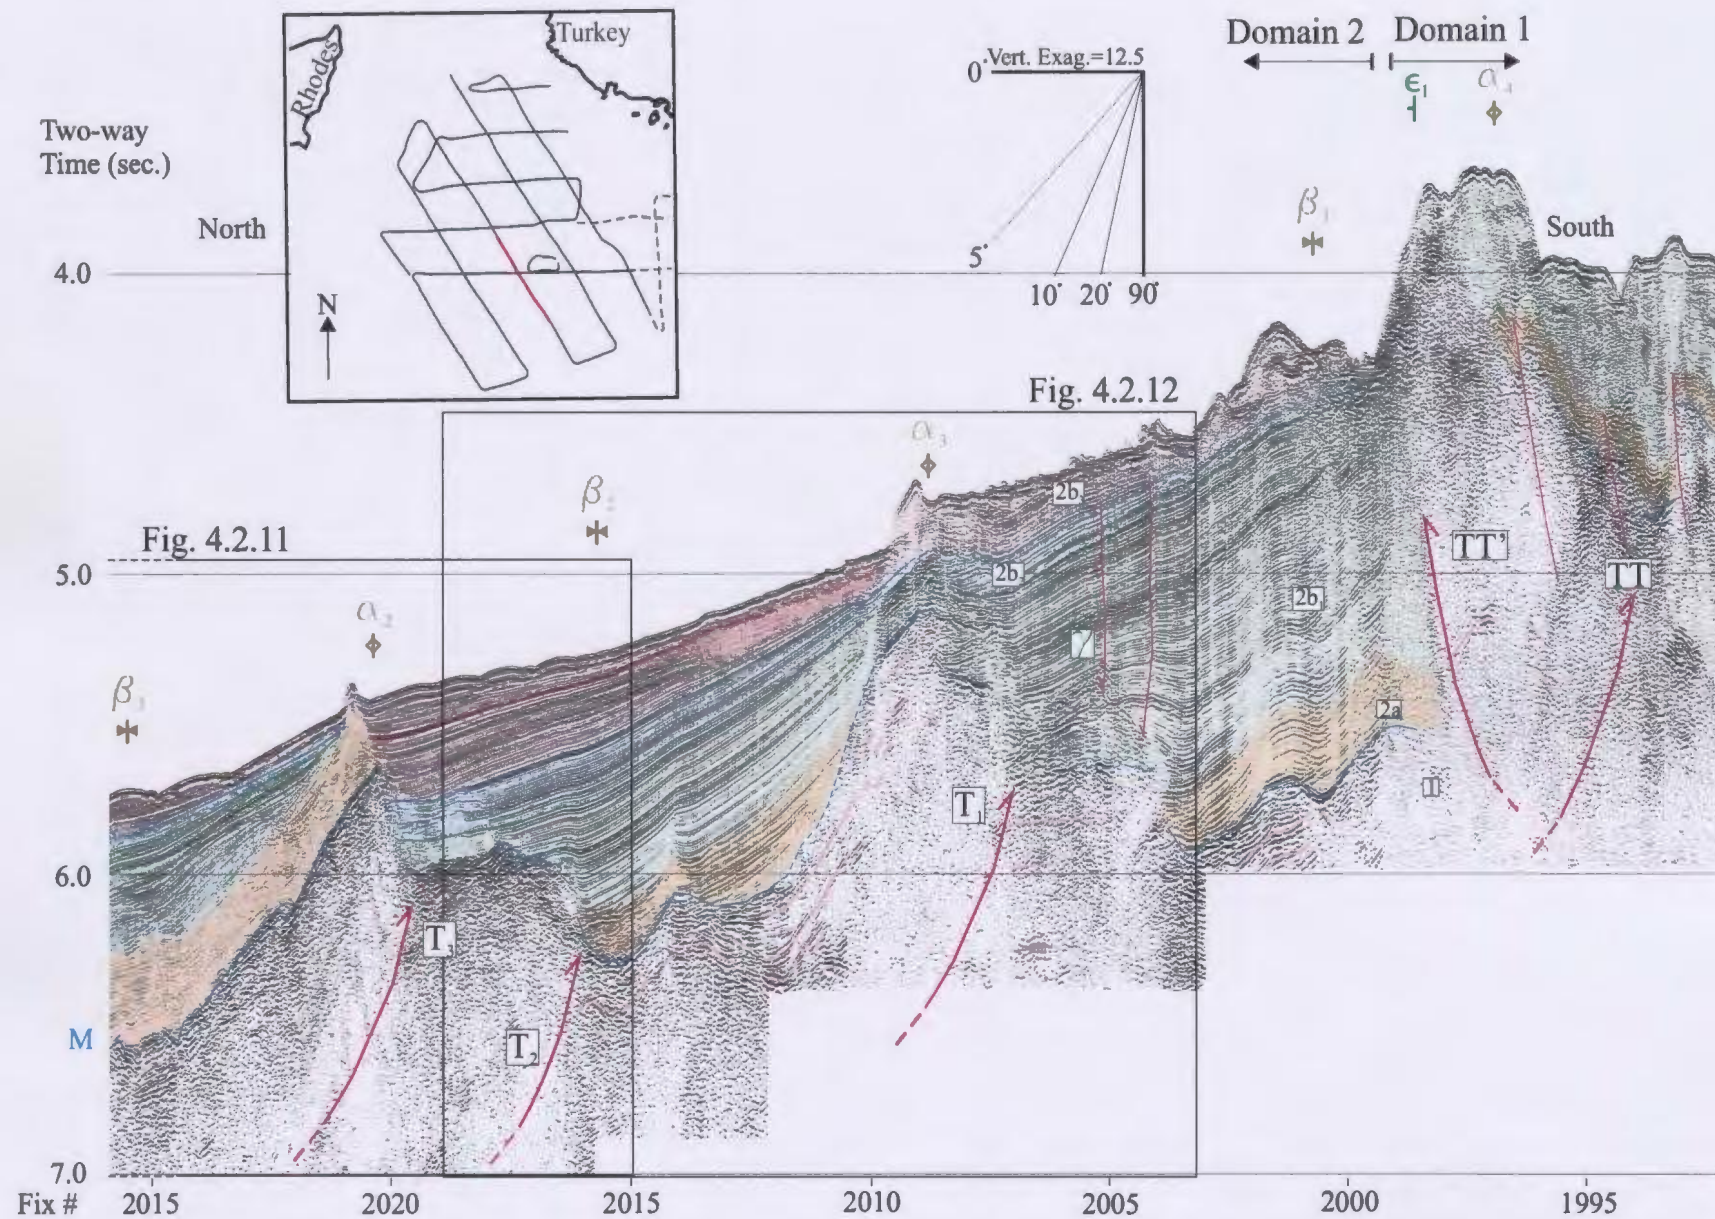 Rhodes
Turkey
N
Two-way
Time (sec.)
North
Vert. Exag.=12.5
0°
5°
10° 20° 90°
Domain 2 Domain 1
ε₁
α₄
β₁
South
4.0
Fig. 4.2.12
α₃
2b
β₂
Fig. 4.2.11
5.0
2b
2b
TT'
TT
α₂
β₃
2a
T₁
6.0
T₂
M
7.0
Fix # 2015 2020 2015 2010 2005 2000 1995